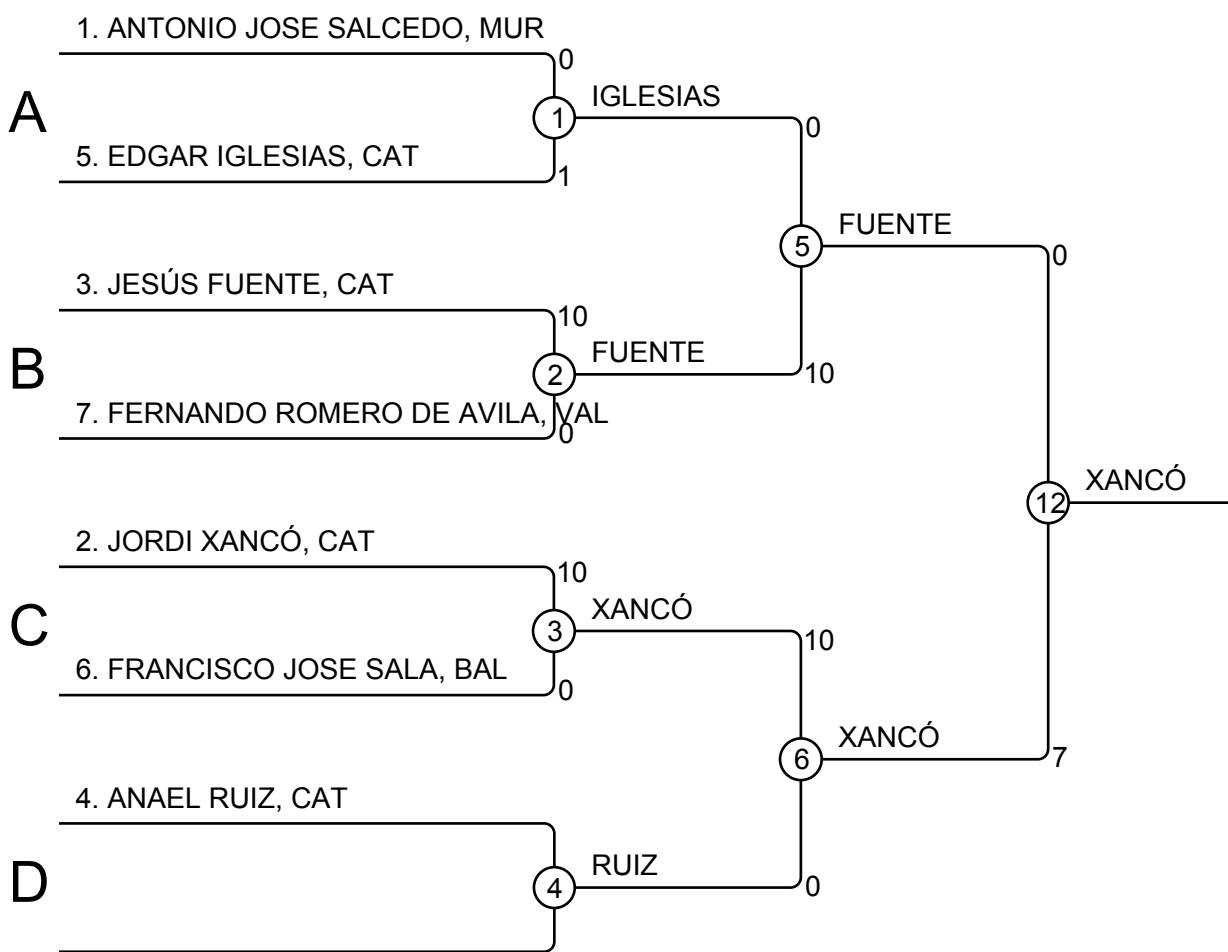 1. ANTONIO JOSE SALCEDO, MUR
0
A
1
IGLESIAS
0
5. EDGAR IGLESIAS, CAT
1
5
FUENTE
0
3. JESÚS FUENTE, CAT
10
B
2
FUENTE
10
7. FERNANDO ROMERO DE AVILA, VAL
0
12
XANCÓ
2. JORDI XANCÓ, CAT
10
C
3
XANCÓ
10
6. FRANCISCO JOSE SALA, BAL
0
6
XANCÓ
7
4. ANAEL RUIZ, CAT
D
4
RUIZ
0